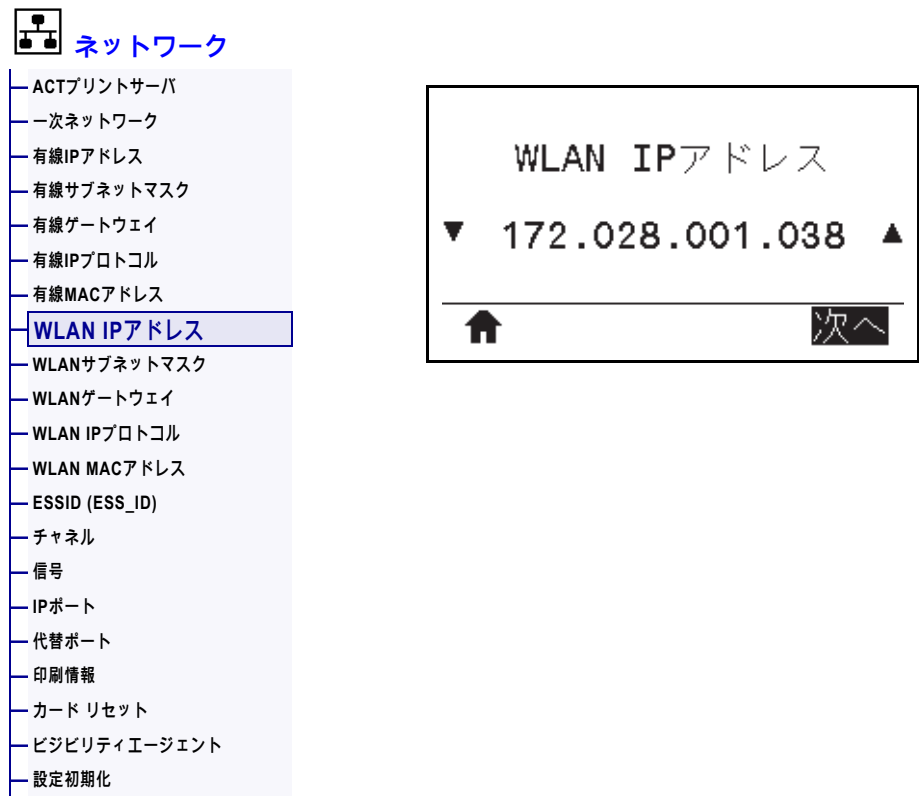 ネットワーク
ACTプリントサーバ
一次ネットワーク
有線IPアドレス
有線サブネットマスク
有線ゲートウェイ
有線IPプロトコル
有線MACアドレス
WLAN IPアドレス
WLANサブネットマスク
WLANゲートウェイ
WLAN IPプロトコル
WLAN MACアドレス
ESSID (ESS_ID)
チャネル
信号
IPポート
代替ポート
印刷情報
カード リセット
ビジビリティエージェント
設定初期化
WLAN IPアドレス
▼ 172.028.001.038 ▲
次へ